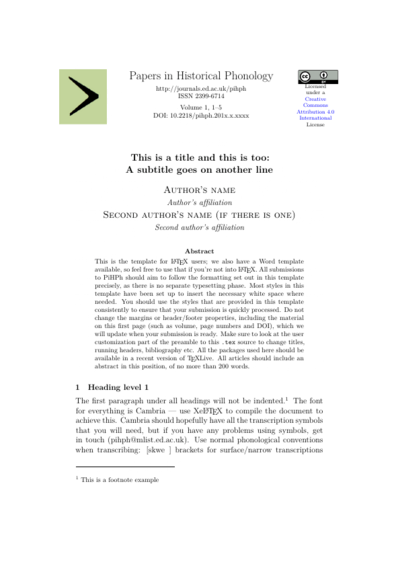 Papers in Historical Phonology
http://journals.ed.ac.uk/pihph
ISSN 2399-6714
Volume 1, 1–5
DOI: 10.2218/pihph.201x.x.xxxx
cc
BY
Licensed
under a
Creative
Commons
Attribution 4.0
International
License
This is a title and this is too:
A subtitle goes on another line
Author's name
Author's affiliation
Second author's name (if there is one)
Second author's affiliation
Abstract
This is the template for LATEX users; we also have a Word template
available, so feel free to use that if you're not into LATEX. All submissions
to PiHPh should aim to follow the formatting set out in this template
precisely, as there is no separate typesetting phase. Most styles in this
template have been set up to insert the necessary white space where
needed. You should use the styles that are provided in this template
consistently to ensure that your submission is quickly processed. Do not
change the margins or header/footer properties, including the material
on this first page (such as volume, page numbers and DOI), which we
will update when your submission is ready. Make sure to look at the user
customization part of the preamble to this .tex source to change titles,
running headers, bibliography etc. All the packages used here should be
available in a recent version of TEXLive. All articles should include an
abstract in this position, of no more than 200 words.
1 Heading level 1
The first paragraph under all headings will not be indented.1 The font
for everything is Cambria — use XeLATEX to compile the document to
achieve this. Cambria should hopefully have all the transcription symbols
that you will need, but if you have any problems using symbols, get
in touch (pihph@mlist.ed.ac.uk). Use normal phonological conventions
when transcribing: [skwe ] brackets for surface/narrow transcriptions
1 This is a footnote example